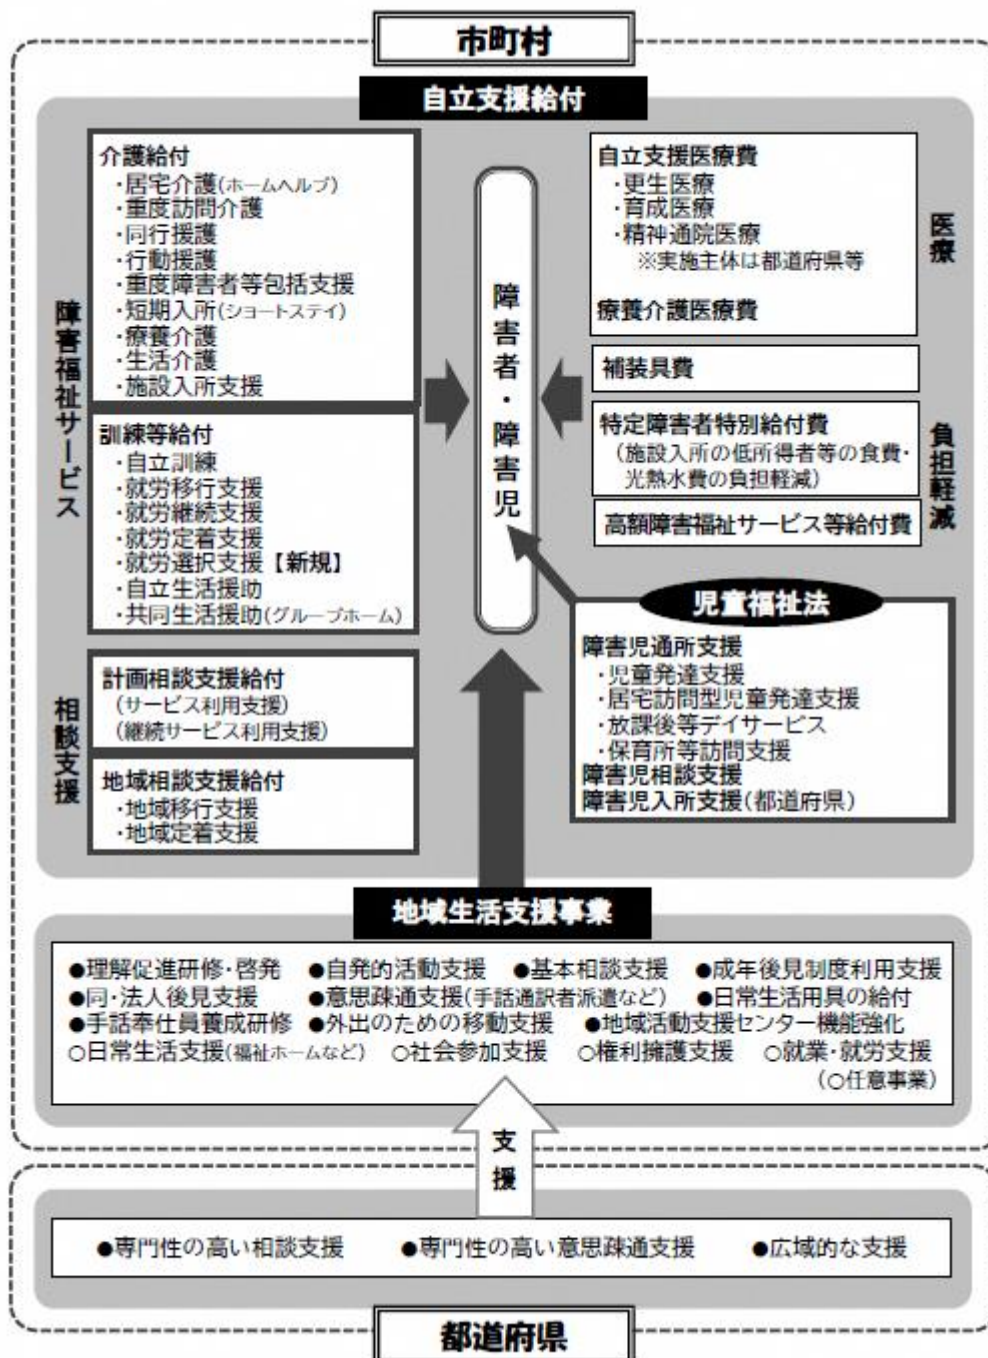 市町村
自立支援給付
障害福祉サービス
介護給付
・居宅介護(ホームヘルプ)
・重度訪問介護
・同行援護
・行動援護
・重度障害者等包括支援
・短期入所(ショートステイ)
・療養介護
・生活介護
・施設入所支援
訓練等給付
・自立訓練
・就労移行支援
・就労継続支援
・就労定着支援
・就労選択支援【新規】
・自立生活援助
・共同生活援助(グループホーム)
相談支援
計画相談支援給付
(サービス利用支援)
(継続サービス利用支援)
地域相談支援給付
・地域移行支援
・地域定着支援
障害者・障害児
自立支援医療費
・更生医療
・育成医療
・精神通院医療
※実施主体は都道府県等
療養介護医療費
医療
補装具費
特定障害者特別給付費
(施設入所の低所得者等の食費・
光熱水費の負担軽減)
高額障害福祉サービス等給付費
負担軽減
児童福祉法
障害児通所支援
・児童発達支援
・居宅訪問型児童発達支援
・放課後等デイサービス
・保育所等訪問支援
障害児相談支援
障害児入所支援(都道府県)
地域生活支援事業
●理解促進研修・啓発 ●自発的活動支援 ●基本相談支援 ●成年後見制度利用支援
●同・法人後見支援 ●意思疎通支援(手話通訳者派遣など) ●日常生活用具の給付
●手話奉仕員養成研修 ●外出のための移動支援 ●地域活動支援センター機能強化
○日常生活支援(福祉ホームなど) ○社会参加支援 ○権利擁護支援 ○就業・就労支援
(○任意事業)
支援
●専門性の高い相談支援 ●専門性の高い意思疎通支援 ●広域的な支援
都道府県